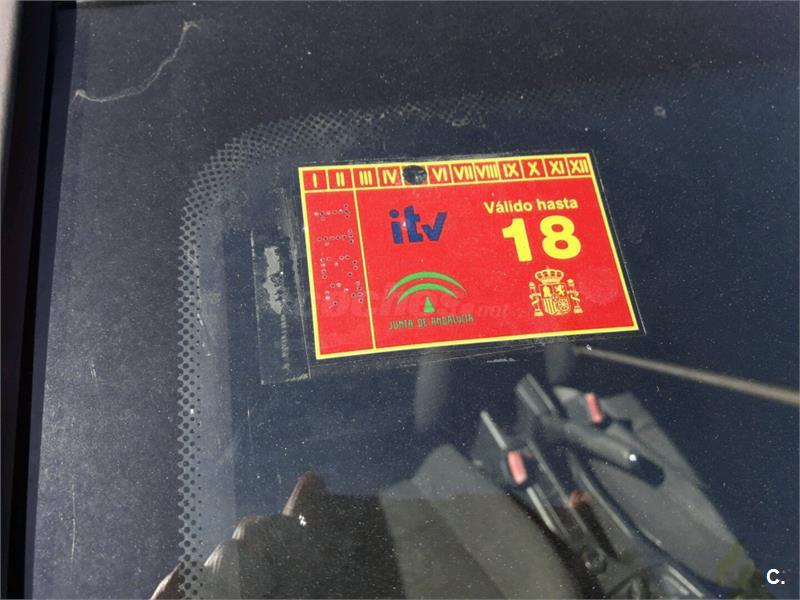 I II III IV VI VII VIII IX X XI XII
itv
Válido hasta
18
JUNTA DE ANDALUCIA
C.